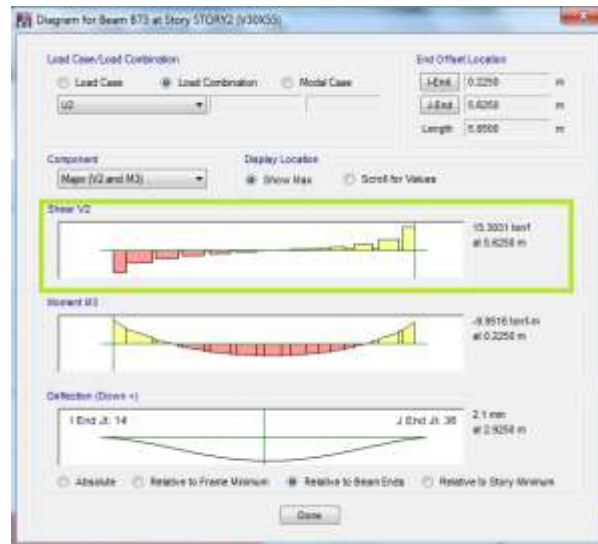 Diagram for Beam B73 at Story STORY2 (V30X55)
Load Case/Load Combination
End Offset Location
Load Case Load Combination Modal Case
I-End 0.2250 m
U2
J-End 5.6250 m
Length 5.8500 m
Component
Display Location
Major (V2 and M3) Show Max Scroll for Values
Shear V2
15.3031 tonf
at 5.6250 m
Moment M3
-9.9516 tonf-m
at 0.2250 m
Deflection (Down +)
I End Jt: 14 J End Jt: 36
2.1 mm
at 2.9250 m
Absolute Relative to Frame Minimum Relative to Beam Ends Relative to Story Minimum
Done